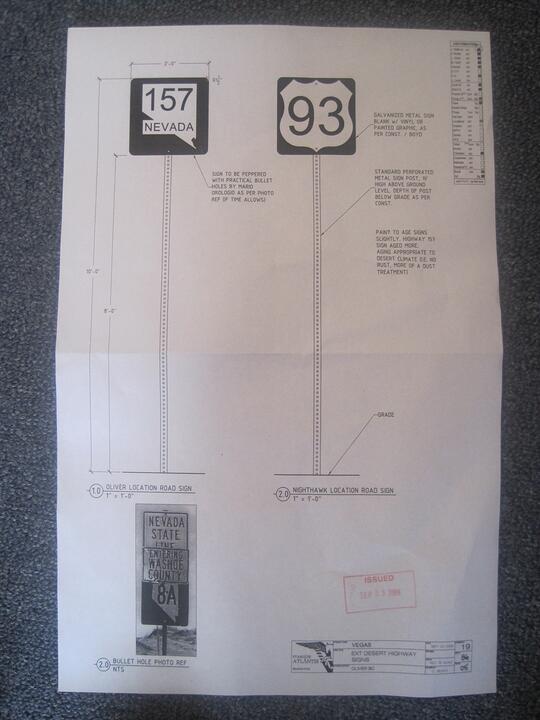 2'-0"
157
NEVADA
93
GALVANIZED METAL SIGN
BLANK W/ VINYL OR
PAINTED GRAPHIC, AS
PER CONST. / BOYD
SIGN TO BE PEPPERED
WITH PRACTICAL BULLET
HOLES BY MARIO
OROLOGIO AS PER PHOTO
REF (IF TIME ALLOWS)
STANDARD PERFORATED
METAL SIGN POST, 11'
HIGH ABOVE GROUND
LEVEL, DEPTH OF POST
BELOW GRADE AS PER
CONST.
PAINT TO AGE SIGNS
SLIGHTLY. HIGHWAY 157
SIGN AGED MORE.
AGING APPROPRIATE TO
DESERT CLIMATE (I.E. NO
RUST, MORE OF A DUST
TREATMENT)
10'-0"
8'-0"
GRADE
1.0 OLIVER LOCATION ROAD SIGN
1" = 1'-0"
2.0 NIGHTHAWK LOCATION ROAD SIGN
1" = 1'-0"
NEVADA
STATE
LINE
ENTERING
WASHOE
COUNTY
8A
ISSUED
2.0 BULLET HOLE PHOTO REF
NTS
STARGATE
ATLANTIS
VEGAS
EXT DESERT HIGHWAY
SIGNS
OLIVER BC
19